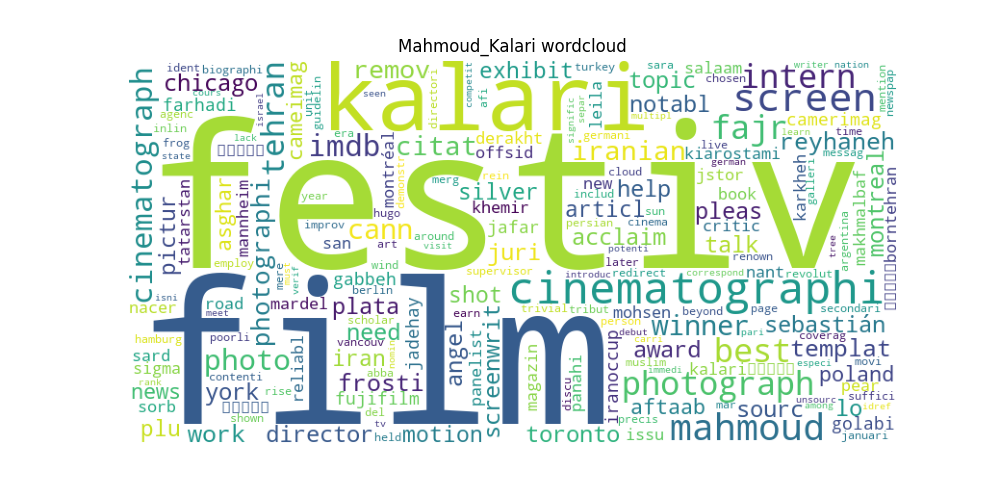 Mahmoud_Kalari wordcloud
ident biographi
chicago
farhadi
inlin
agenc
frog
state
lack
cours
israel
cinematograph
pictur
tatarstan
asghar
mannheim
photographi
tehran
cameimag
unit
guidelin
remov
kalari
directori
competit
afi
seen
imdb
citat
exhibit
turkey
derakht
offsid
sara
topic
leila
salaam
chosen
writer
nation
intern
screen
notabl
fajr
camerimag
mention
newspap
iranian
kiarostami
multipl
germani
signific
separ
reyhaneh
learn
time
live
german
messag
festiv
montréal
demonstr
merg
rein
silver
khemir
cloud
includ
new
help
jstor
book
articl
sun
persian
cinema
pleas
critic
karkheh
galleri
makhmalbaf
montreal
borntehran
year
era
hugo
improv
art
around
visit
cann
san
jafar
juri
acclaim
potenti
later
talk
renown
tree
argentina
nacer
employ
mere
must
verif
wind
gabbeh
berlin
supervisor
introduc
redirect
correspond
nant
revolut
film
isni
road
meet
mardel
plata
earn
shot
cinematographi
trivial
tribut
mohsen
beyond
page
secondari
hamburg
poorli
scholar
need
vancouv
jadehay
angel
panelist
screenwrit
magazin
person
debut
pari
winner
sebastián
coverag
movi
sard
sigma
photo
contenti
reliabl
iran
abba
nomin
frosti
discu
panahi
iranoccup
carri
muslim
immedi
award
best
templat
especi
poland
news
rank
sorb
york
rise
fujifilm
del
photograph
unsourc
among
pear
suffici
idref
plu
shown
work
director
tv
held
motion
toronto
issu
aftaab
precis
mar
sourc
mahmoud
lo
golabi
januari